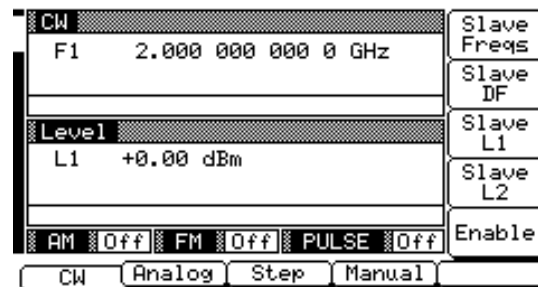 CW
F1 2.000 000 000 0 GHz
Level
L1 +0.00 dBm
AM Off FM Off PULSE Off
Slave
Freqs
Slave
DF
Slave
L1
Slave
L2
Enable
CW Analog Step Manual